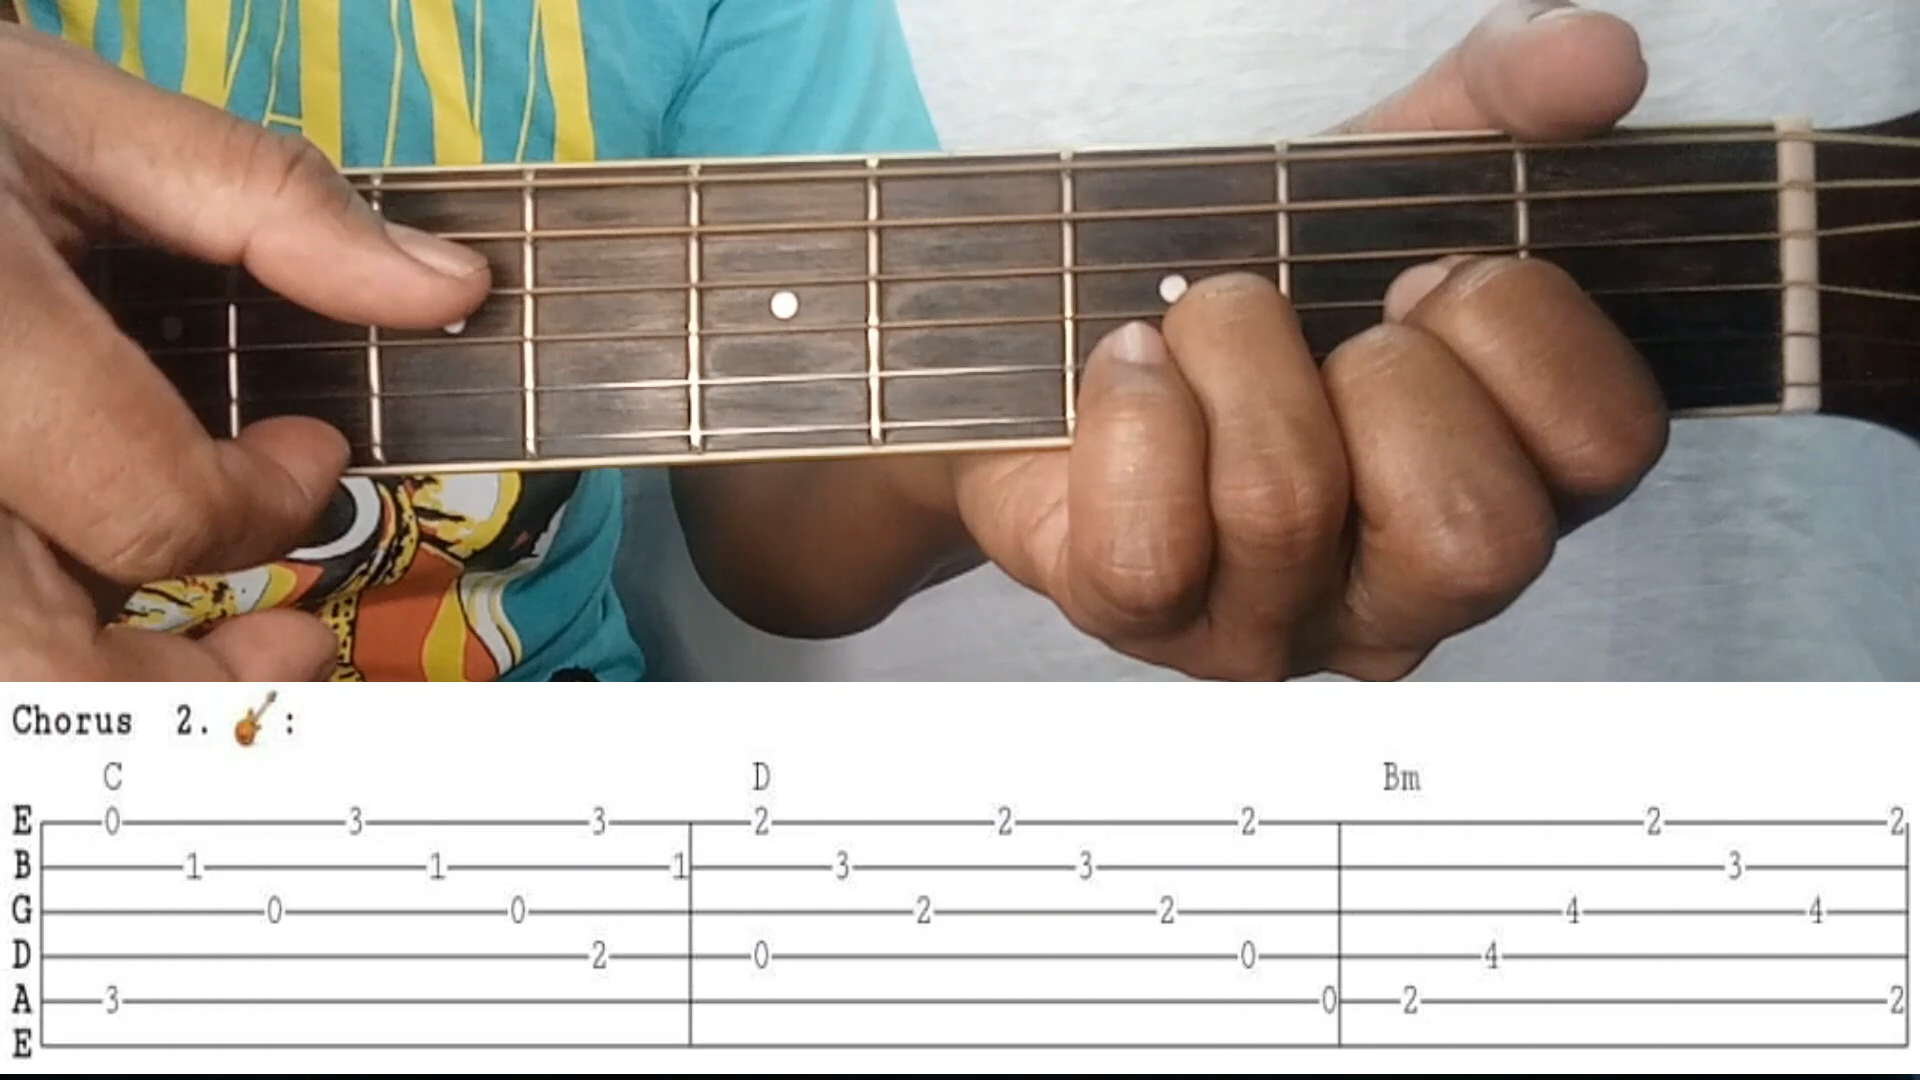 Chorus 2. 🎸:
C D Bm
E 0 3 3 2 2 2 2 2
B 1 1 1 3 3 3
G 0 0 2 2 4 4
D 2 0 0 4
A 3 0 2 2
E